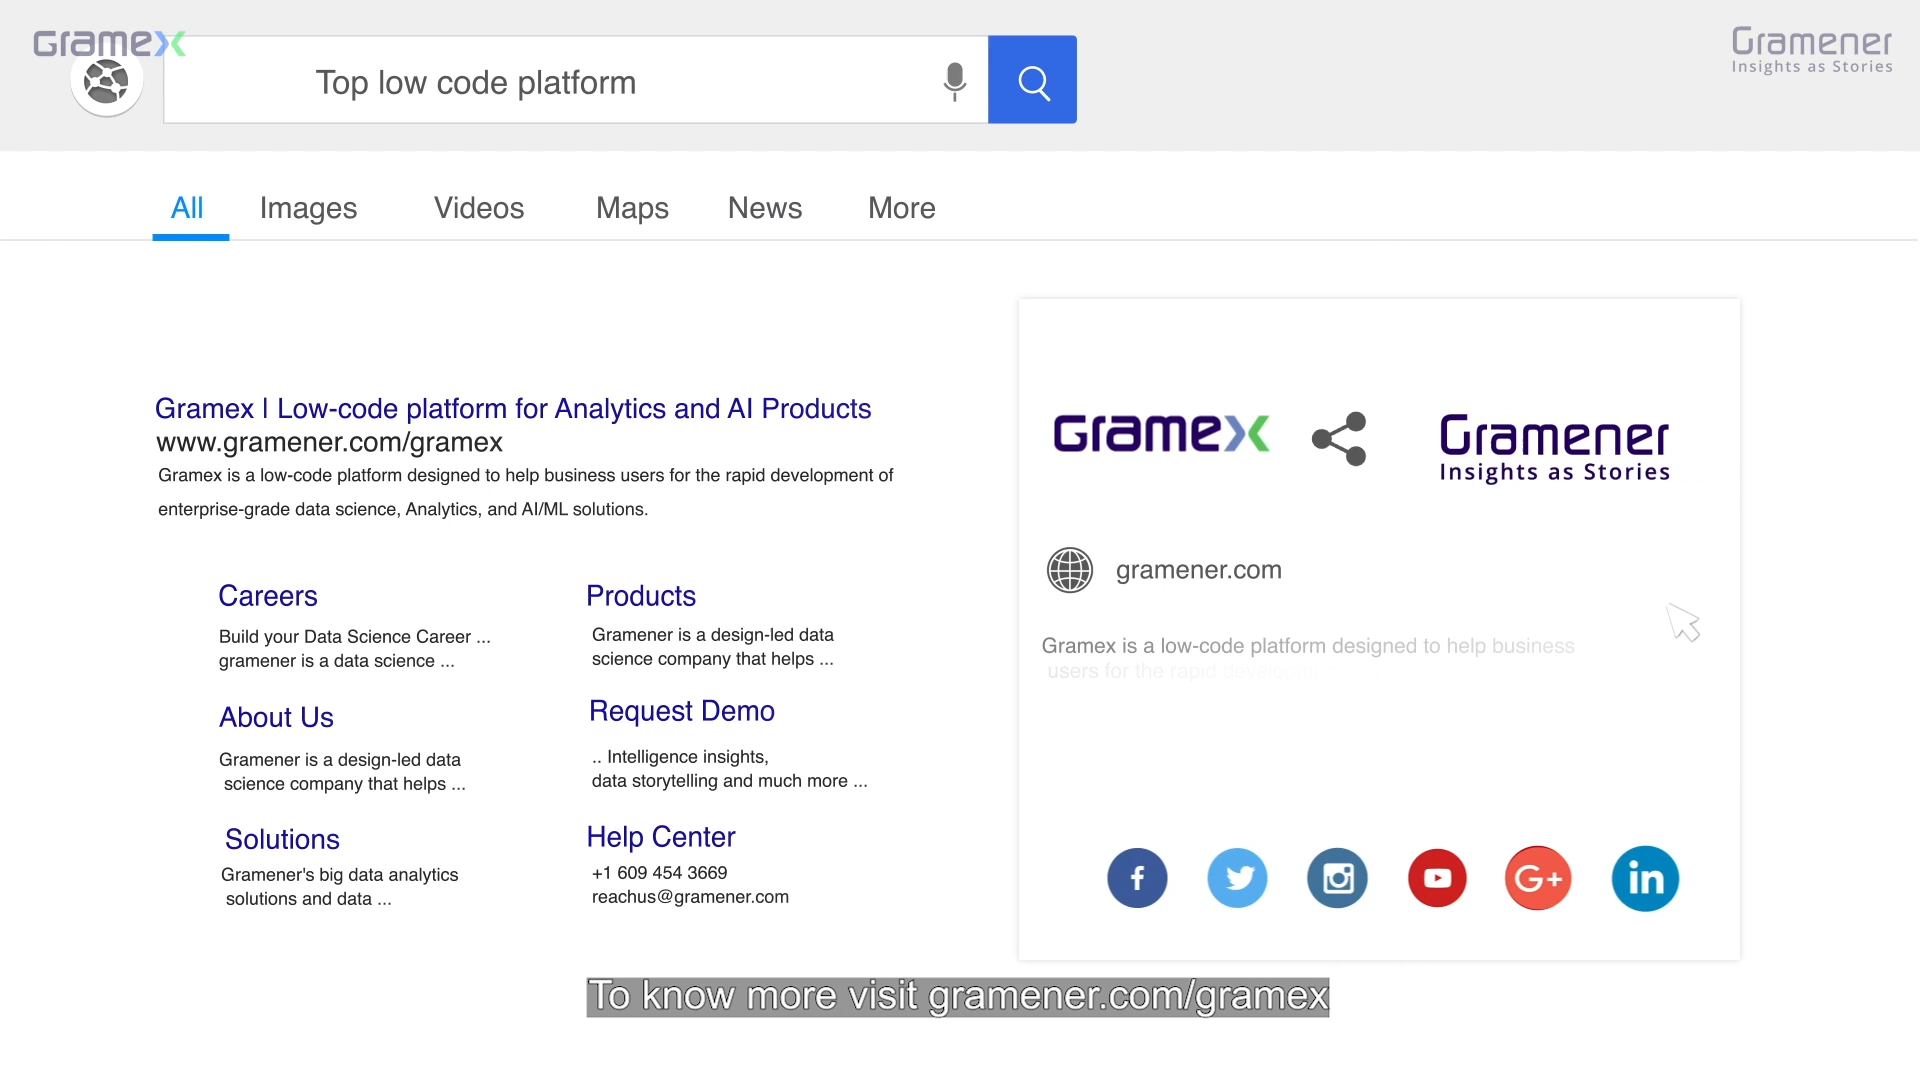 Gramex
Gramener
Insights as Stories
Top low code platform
All Images Videos Maps News More
Gramex | Low-code platform for Analytics and AI Products
www.gramener.com/gramex
Gramex is a low-code platform designed to help business users for the rapid development of
enterprise-grade data science, Analytics, and AI/ML solutions.
Careers
Build your Data Science Career ...
gramener is a data science ...
Products
Gramener is a design-led data
science company that helps ...
About Us
Gramener is a design-led data
science company that helps ...
Request Demo
.. Intelligence insights,
data storytelling and much more ...
Solutions
Gramener's big data analytics
solutions and data ...
Help Center
+1 609 454 3669
reachus@gramener.com
Gramex
Gramener
Insights as Stories
gramener.com
Gramex is a low-code platform designed to help business
users for the rapid
f
G+
in
To know more visit gramener.com/gramex